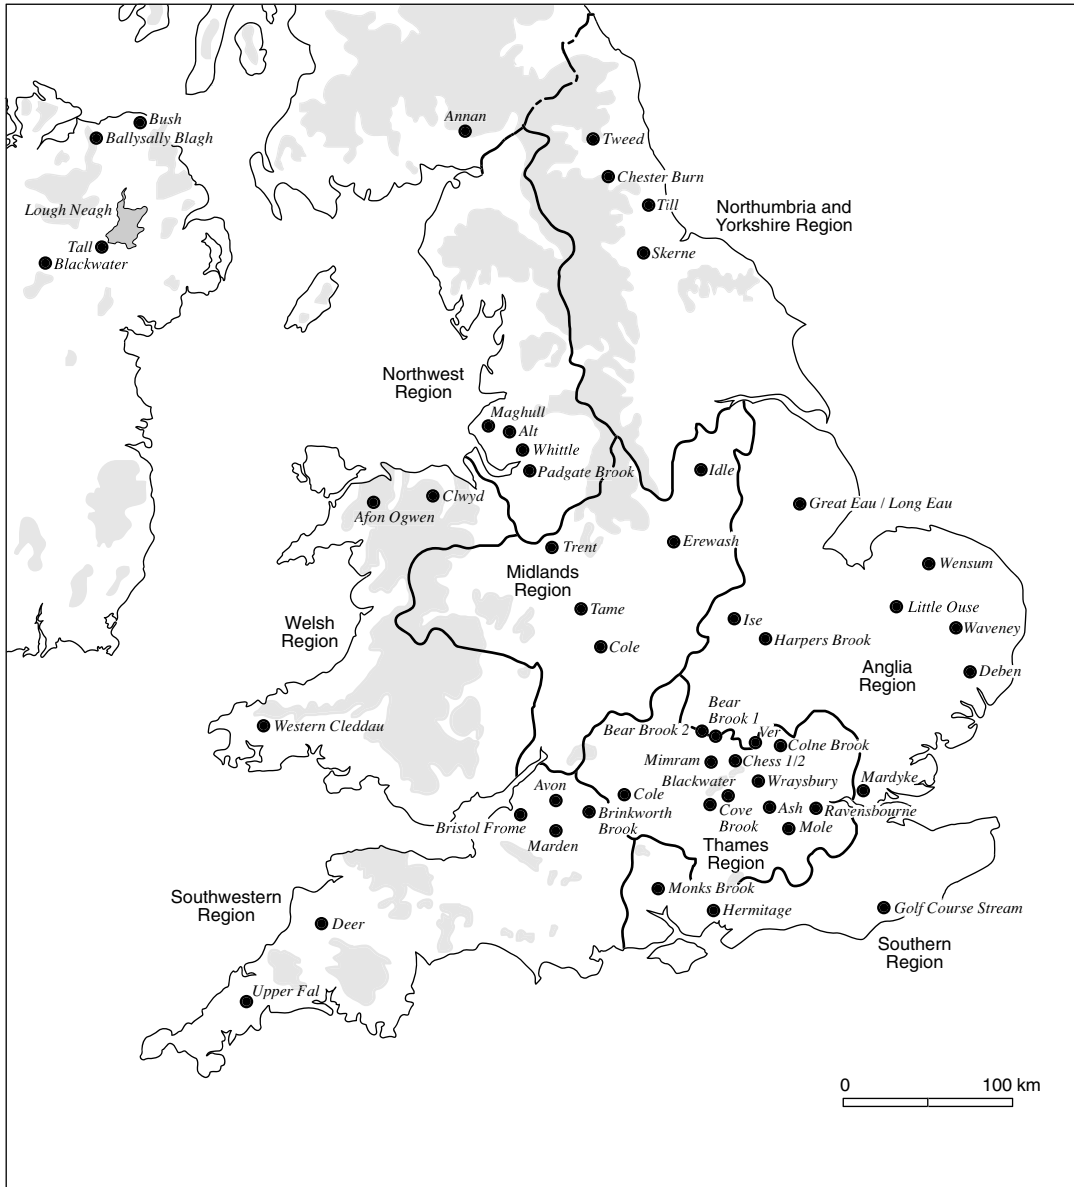 Annan
Bush
Ballysally Blagh
Tweed
Chester Burn
Lough Neagh
Till
Northumbria and
Yorkshire Region
Tall
Skerne
Blackwater
Northwest
Region
Maghull
Alt
Whittle
Padgate Brook
Idle
Clwyd
Afon Ogwen
Great Eau / Long Eau
Trent
Erewash
Midlands
Region
Wensum
Tame
Little Ouse
Welsh
Region
Ise
Waveney
Cole
Harpers Brook
Anglia
Region
Deben
Western Cleddau
Bear
Brook 1
Bear Brook 2
Ver
Colne Brook
Mimram
Chess 1/2
Blackwater
Wraysbury
Mardyke
Avon
Cole
Bristol Frome
Brinkworth
Brook
Cove
Brook
Ash
Ravensbourne
Marden
Mole
Thames
Region
Monks Brook
Southwestern
Region
Hermitage
Golf Course Stream
Deer
Southern
Region
Upper Fal
0
100 km